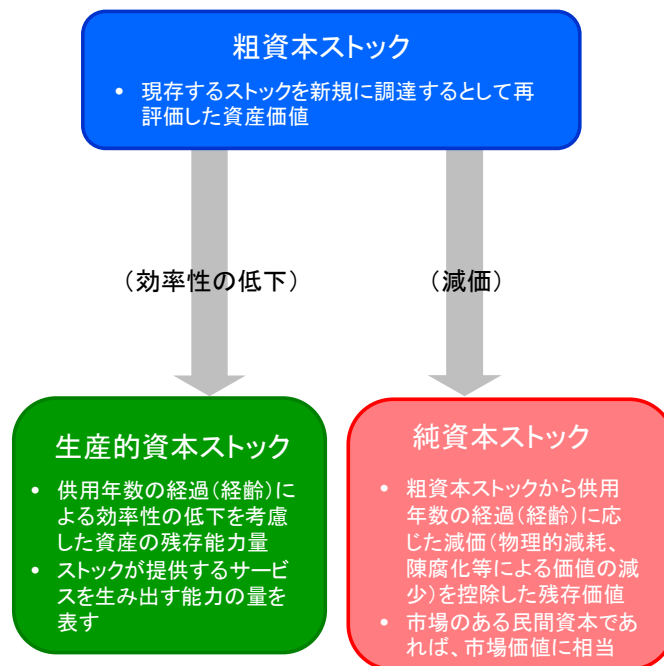 粗資本ストック
• 現存するストックを新規に調達するとして再
評価した資産価値
（効率性の低下）
（減価）
生産的資本ストック
• 供用年数の経過（経齢）に
よる効率性の低下を考慮
した資産の残存能力量
• ストックが提供するサービ
スを生み出す能力の量を
表す
純資本ストック
• 粗資本ストックから供用
年数の経過（経齢）に応
じた減価（物理的減耗、
陳腐化等による価値の減
少）を控除した残存価値
• 市場のある民間資本であ
れば、市場価値に相当